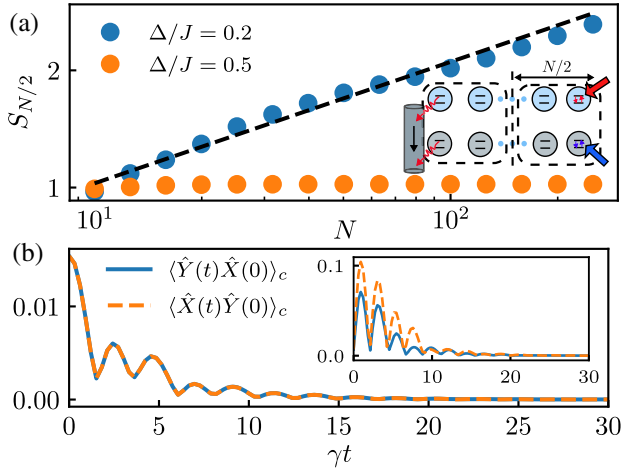 (a)
Δ/J = 0.2
Δ/J = 0.5
N/2
S_{N/2}
2
1
10^1
10^2
N
(b)
⟨Ŷ(t)X̂(0)⟩_c
⟨X̂(t)Ŷ(0)⟩_c
0.01
0.00
0.1
0.0
0 10 20 30
0 5 10 15 20 25 30
γt